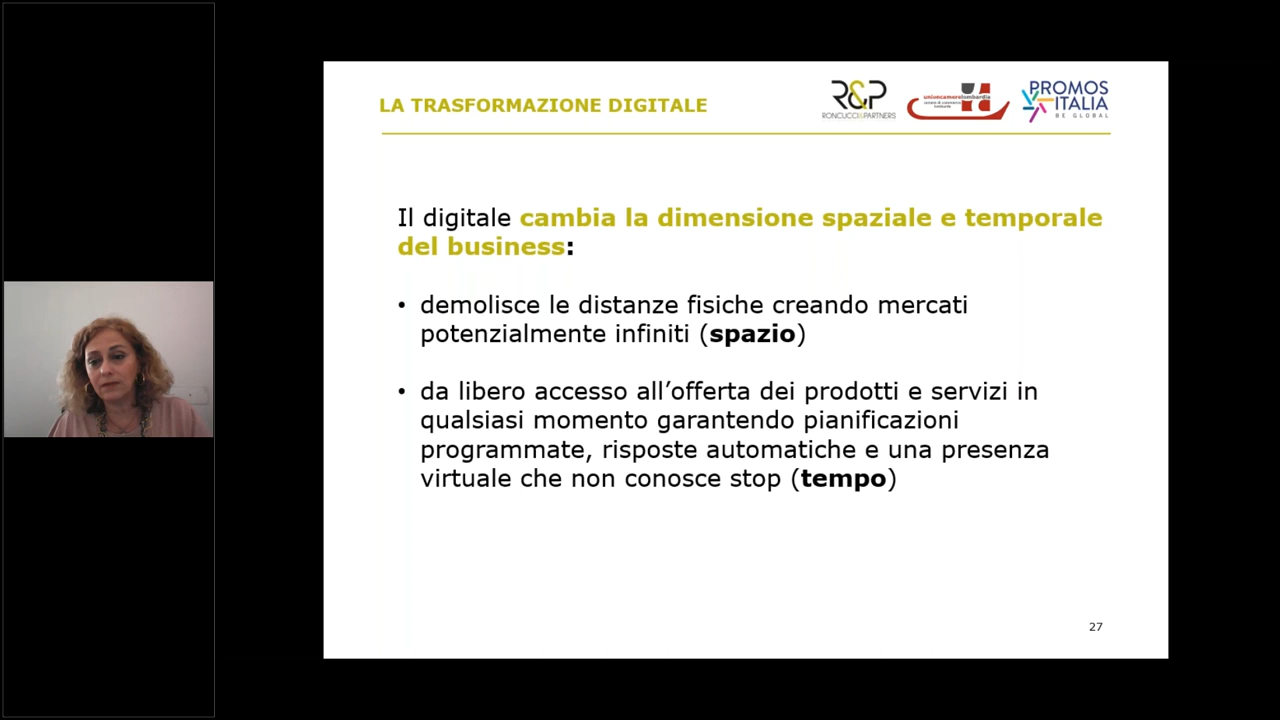 LA TRASFORMAZIONE DIGITALE
R&P
RONCUCCI&PARTNERS
unioncamerelombardia
PROMOS
ITALIA
BE GLOBAL
Il digitale cambia la dimensione spaziale e temporale
del business:
• demolisce le distanze fisiche creando mercati
potenzialmente infiniti (spazio)
• da libero accesso all’offerta dei prodotti e servizi in
qualsiasi momento garantendo pianificazioni
programmate, risposte automatiche e una presenza
virtuale che non conosce stop (tempo)
27